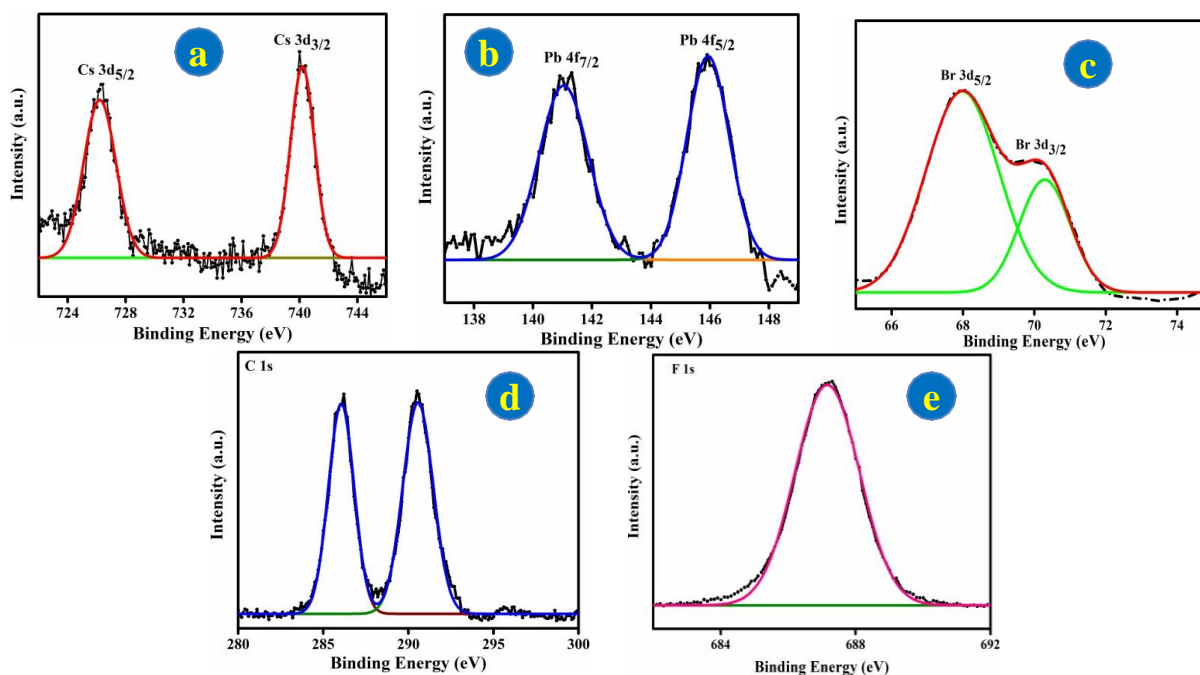 a
Cs 3d5/2
Cs 3d3/2
Intensity (a.u.)
724 728 732 736 740 744
Binding Energy (eV)
b
Pb 4f7/2
Pb 4f5/2
Intensity (a.u.)
138 140 142 144 146 148
Binding Energy (eV)
c
Br 3d5/2
Br 3d3/2
Intensity (a.u.)
66 68 70 72 74
Binding Energy (eV)
C 1s
d
Intensity (a.u.)
280 285 290 295 300
Binding Energy (eV)
F 1s
e
Intensity (a.u.)
684 688 692
Binding Energy (eV)